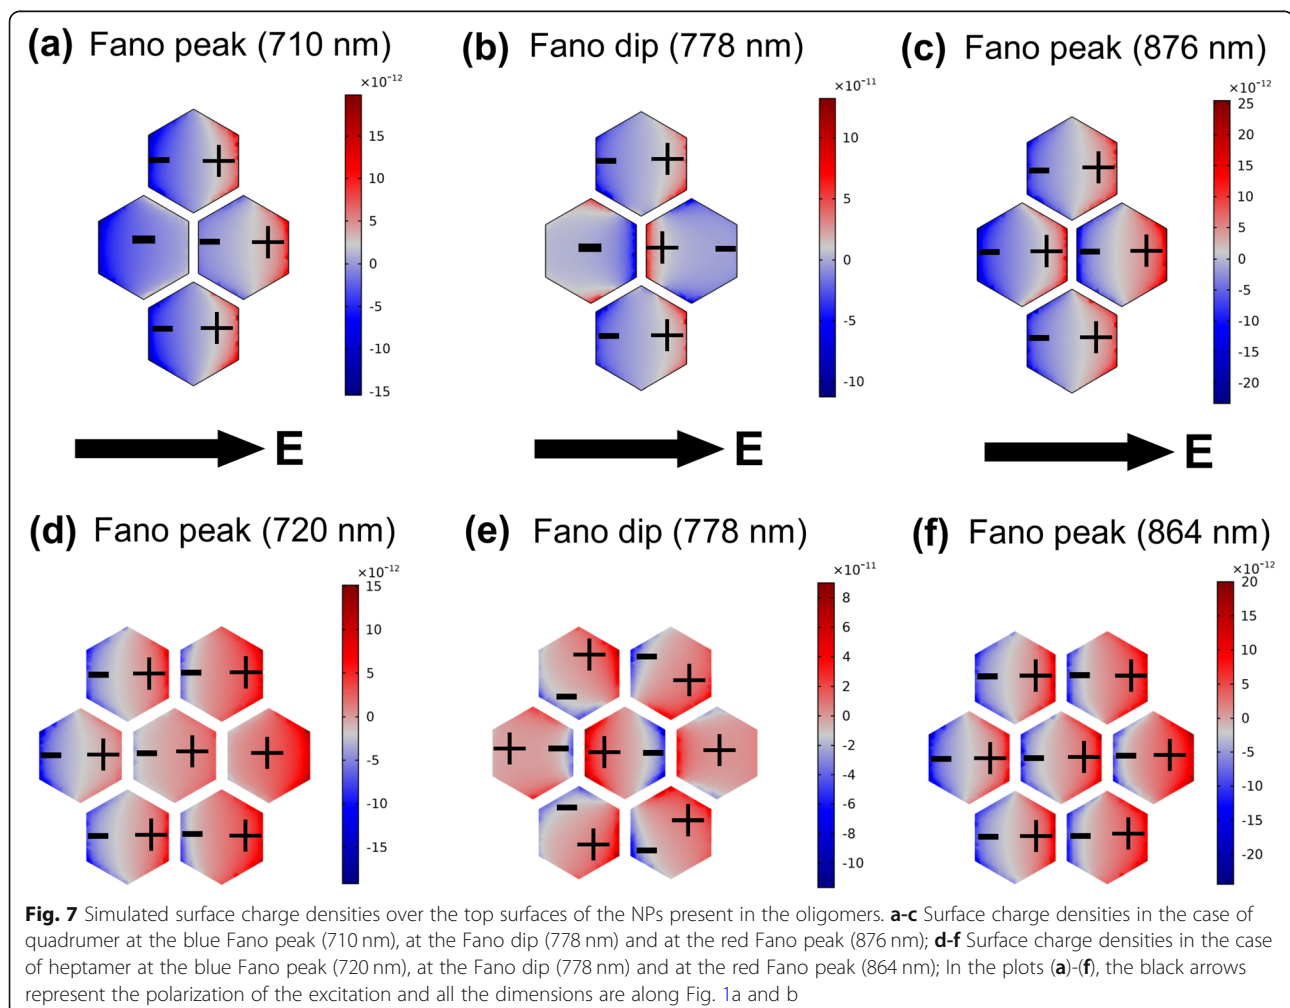 (a) Fano peak (710 nm)
×10⁻¹²
15
10
5
0
-5
-10
-15
− +
− − +
− +
E
(b) Fano dip (778 nm)
×10⁻¹¹
10
5
0
-5
-10
− +
− + −
− +
E
(c) Fano peak (876 nm)
×10⁻¹²
25
20
15
10
5
0
-5
-10
-15
-20
− +
− + − +
− +
E
(d) Fano peak (720 nm)
×10⁻¹²
15
10
5
0
-5
-10
-15
− + − +
− + − + +
− + − +
(e) Fano dip (778 nm)
×10⁻¹¹
8
6
4
2
0
-2
-4
-6
-8
-10
+ − − +
+ − + − +
− + + −
(f) Fano peak (864 nm)
×10⁻¹²
20
15
10
5
0
-5
-10
-15
-20
− + − +
− + − + − +
− + − +
Fig. 7 Simulated surface charge densities over the top surfaces of the NPs present in the oligomers. a-c Surface charge densities in the case of
quadrumer at the blue Fano peak (710 nm), at the Fano dip (778 nm) and at the red Fano peak (876 nm); d-f Surface charge densities in the case
of heptamer at the blue Fano peak (720 nm), at the Fano dip (778 nm) and at the red Fano peak (864 nm); In the plots (a)-(f), the black arrows
represent the polarization of the excitation and all the dimensions are along Fig. 1a and b